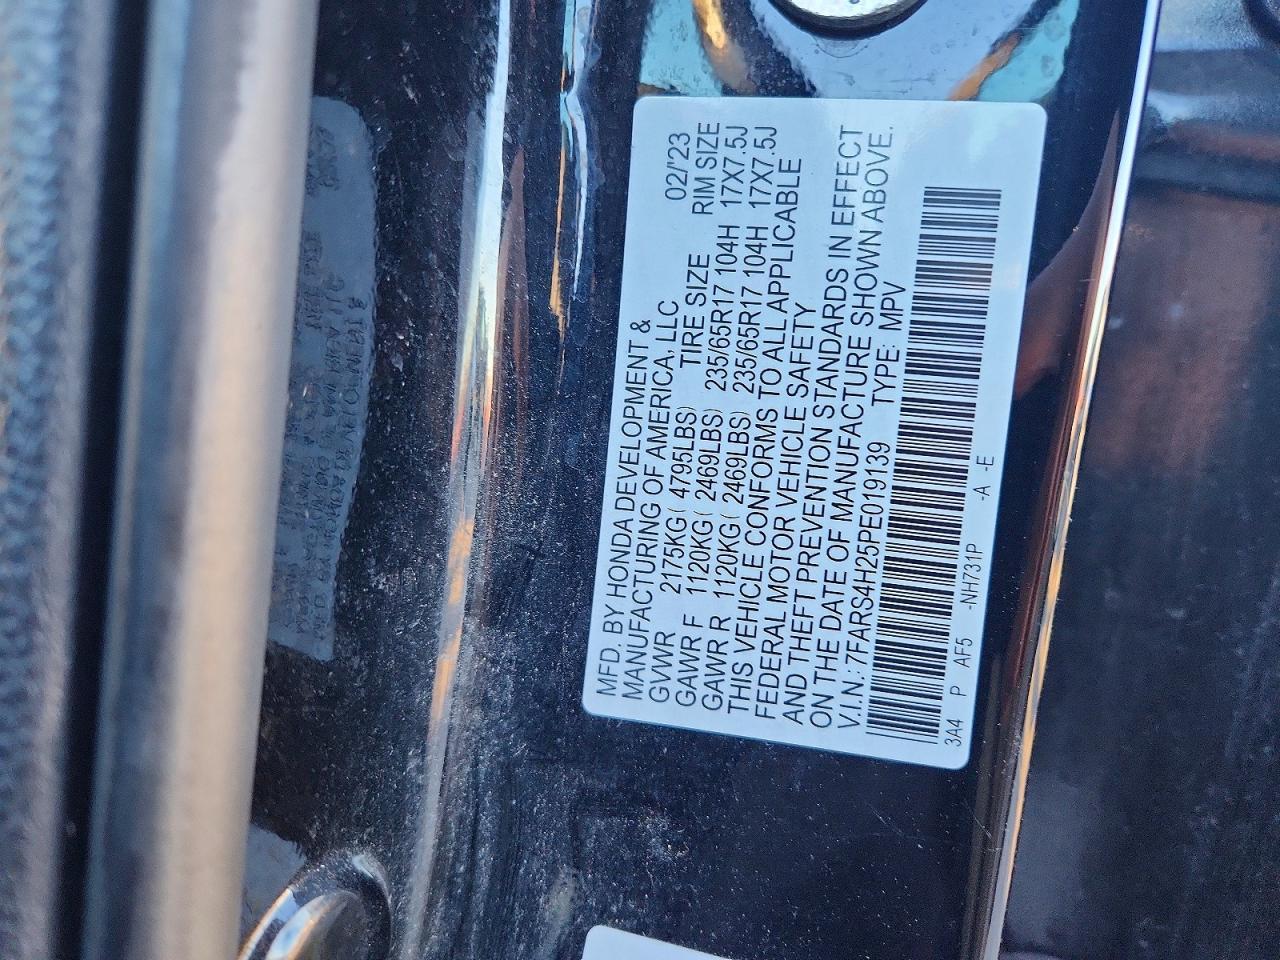 MFD. BY HONDA DEVELOPMENT &
MANUFACTURING OF AMERICA, LLC 02/'23
GVWR 2175KG( 4795LBS) TIRE SIZE RIM SIZE
GAWR F 1120KG( 2469LBS) 235/65R17 104H 17X7.5J
GAWR R 1120KG( 2469LBS) 235/65R17 104H 17X7.5J
THIS VEHICLE CONFORMS TO ALL APPLICABLE
FEDERAL MOTOR VEHICLE SAFETY
AND THEFT PREVENTION STANDARDS IN EFFECT
ON THE DATE OF MANUFACTURE SHOWN ABOVE.
V.I.N.: 7FARS4H25PE019139 TYPE: MPV
3A4 P AF5 -NH731P -A -E